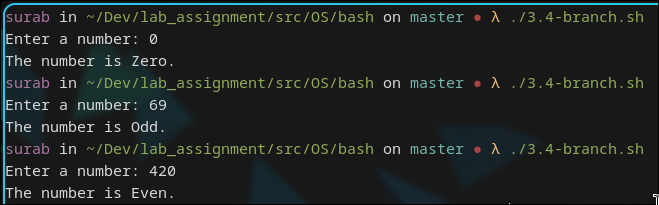 surab in ~/Dev/lab_assignment/src/OS/bash on master ● λ ./3.4-branch.sh
Enter a number: 0
The number is Zero.
surab in ~/Dev/lab_assignment/src/OS/bash on master ● λ ./3.4-branch.sh
Enter a number: 69
The number is Odd.
surab in ~/Dev/lab_assignment/src/OS/bash on master ● λ ./3.4-branch.sh
Enter a number: 420
The number is Even.